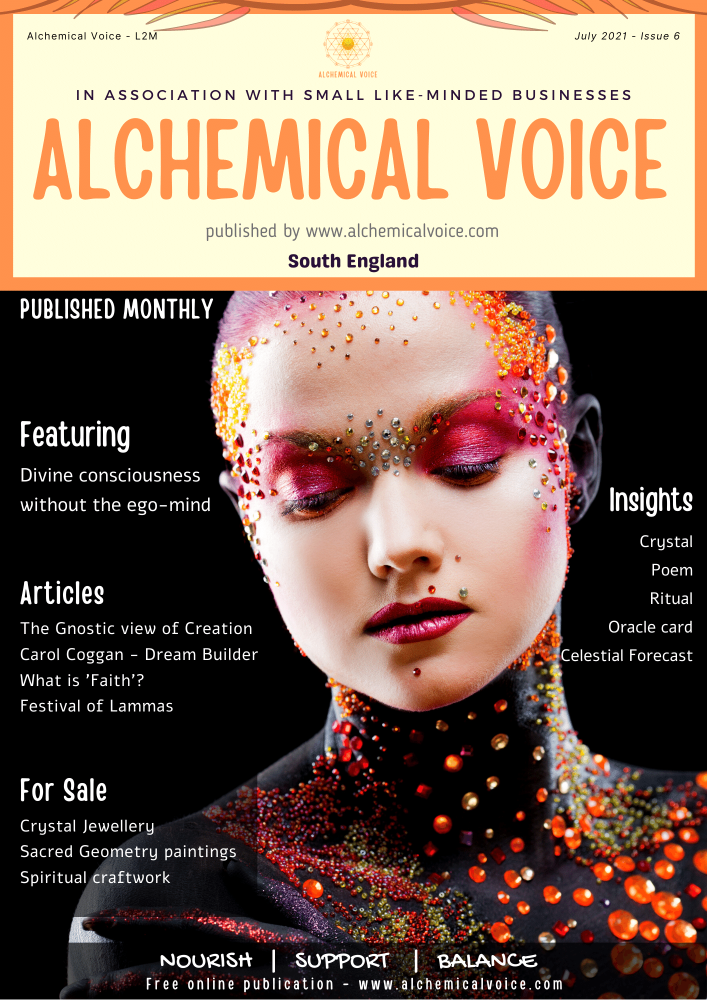 Alchemical Voice - L2M
July 2021 - Issue 6
ALCHEMICAL VOICE
IN ASSOCIATION WITH SMALL LIKE-MINDED BUSINESSES
ALCHEMICAL VOICE
published by www.alchemicalvoice.com
South England
PUBLISHED MONTHLY
Featuring
Divine consciousness
without the ego-mind
Articles
The Gnostic view of Creation
Carol Coggan - Dream Builder
What is 'Faith'?
Festival of Lammas
For Sale
Crystal Jewellery
Sacred Geometry paintings
Spiritual craftwork
Insights
Crystal
Poem
Ritual
Oracle card
Celestial Forecast
NOURISH | SUPPORT | BALANCE
Free online publication - www.alchemicalvoice.com